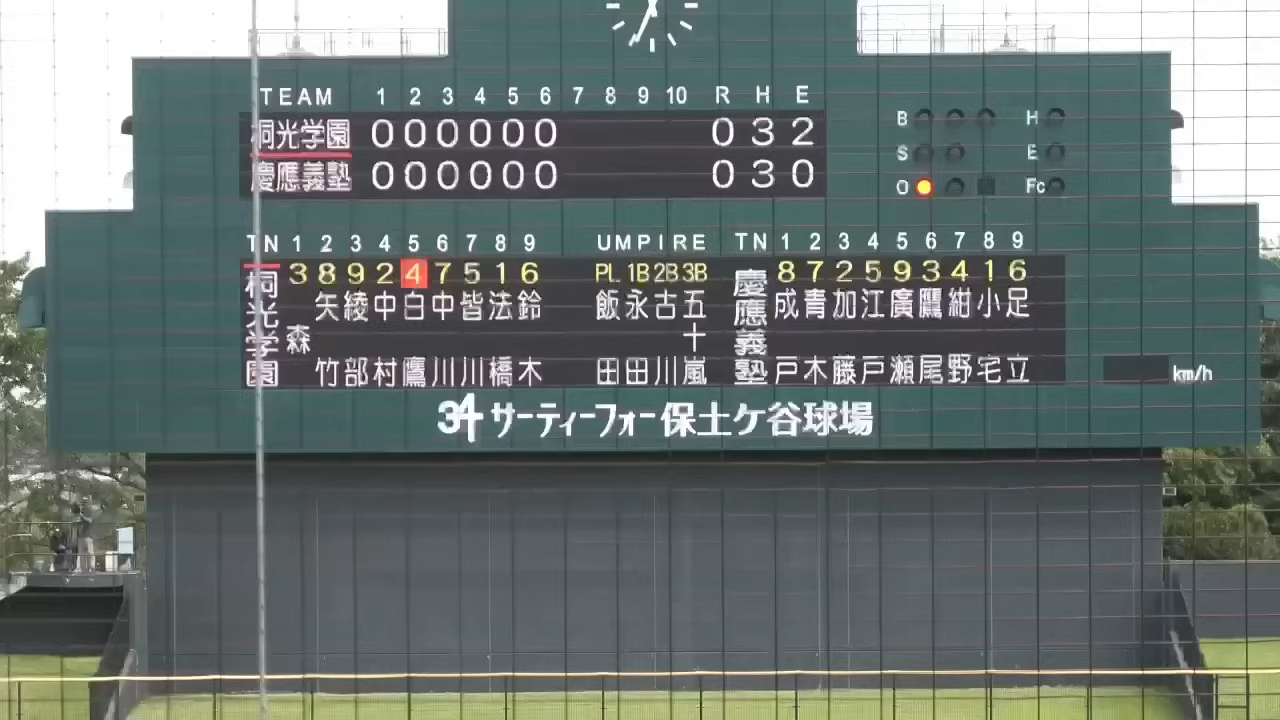 TEAM 1 2 3 4 5 6 7 8 9 10 R H E
桐光学園 0 0 0 0 0 0 0 3 2
慶應義塾 0 0 0 0 0 0 0 3 0
B H
S E
O Fc
TN 1 2 3 4 5 6 7 8 9 UMPIRE TN 1 2 3 4 5 6 7 8 9
桐光学園 3 8 9 2 4 7 5 1 6 PL 1B 2B 3B 慶應義塾 8 7 2 5 9 3 4 1 6
森 矢竹 綾部 中村 白鷹 中川 皆川 法橋 鈴木 飯田 永田 古川 五十嵐 成戸 青木 加藤 江戸 廣瀬 鷹尾 紺野 小宅 足立
km/h
34 サーティーフォー保土ケ谷球場